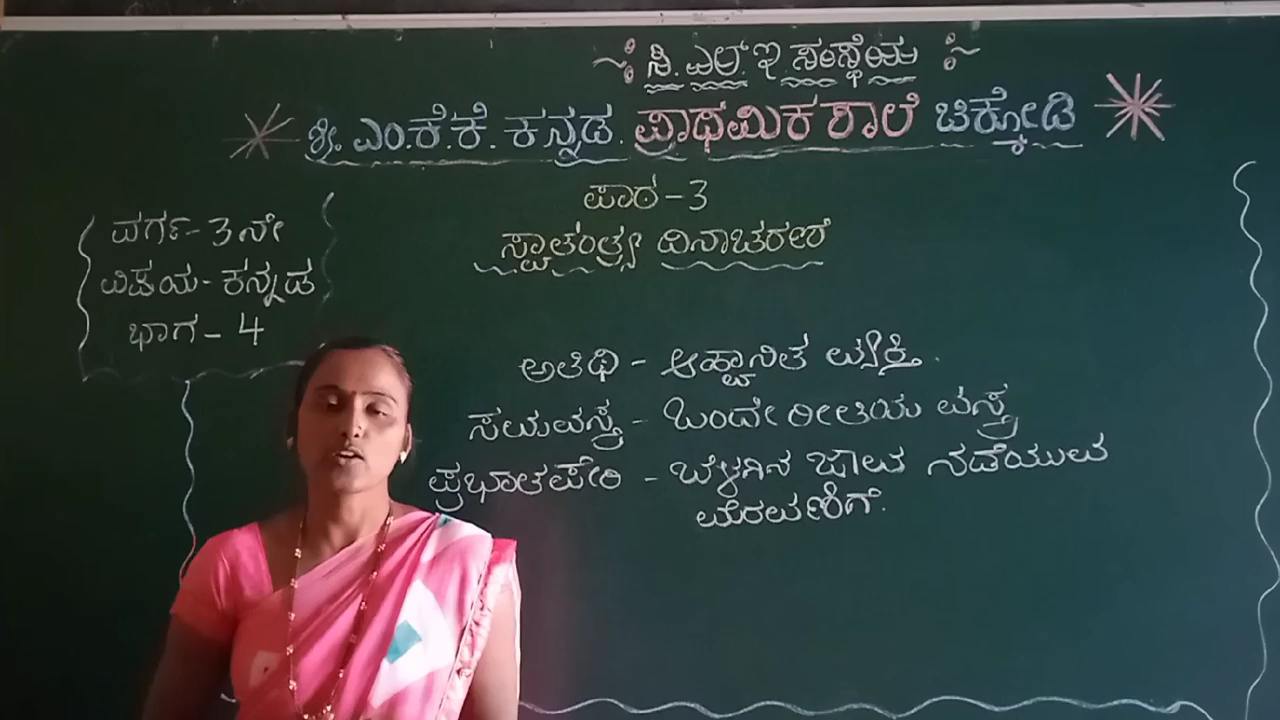 ಸಿ. ಎಲ್. ಇ ಸಂಸ್ಥೆಯ
ಶ್ರೀ. ಎಂ.ಕೆ.ಕೆ. ಕನ್ನಡ. ಪ್ರಾಥಮಿಕ ಶಾಲೆ ಚಿಕ್ಕೋಡಿ
ಪಾಠ-3
ಸ್ವಾತಂತ್ರ್ಯ ದಿನಾಚರಣೆ
ವರ್ಗ- 3ನೇ
ವಿಷಯ- ಕನ್ನಡ
ಭಾಗ- 4
ಅತಿಥಿ - ಆಹ್ವಾನಿತ ವ್ಯಕ್ತಿ.
ಸಮವಸ್ತ್ರ - ಒಂದೇ ರೀತಿಯ ವಸ್ತ್ರ
ಪ್ರಭಾತಪೇರಿ - ಬೆಳಗಿನ ಜಾವ ನಡೆಯುವ
ಮೆರವಣಿಗೆ.